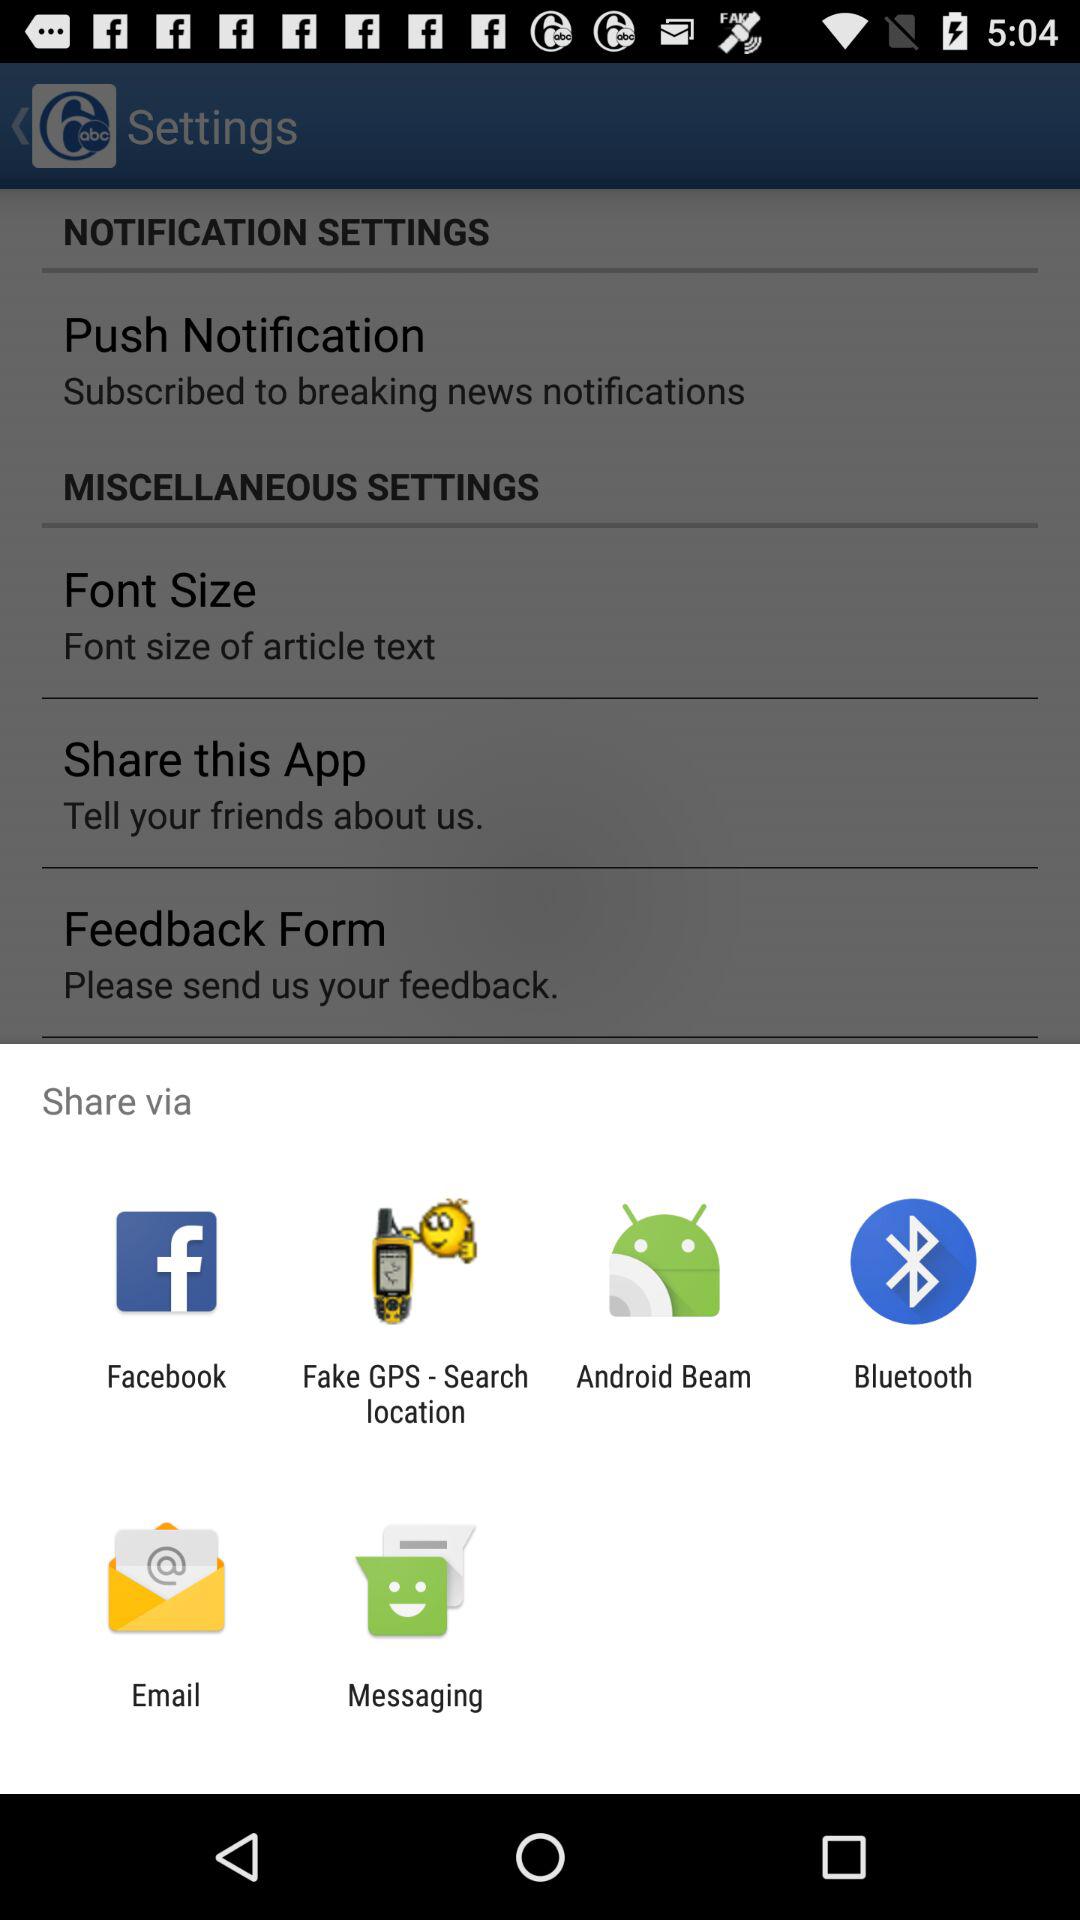 FAKE
5:04
6abc Settings
NOTIFICATION SETTINGS
Push Notification
Subscribed to breaking news notifications
MISCELLANEOUS SETTINGS
Font Size
Font size of article text
Share this App
Tell your friends about us.
Feedback Form
Please send us your feedback.
Share via
Facebook
Fake GPS - Search
location
Android Beam
Bluetooth
Email
Messaging